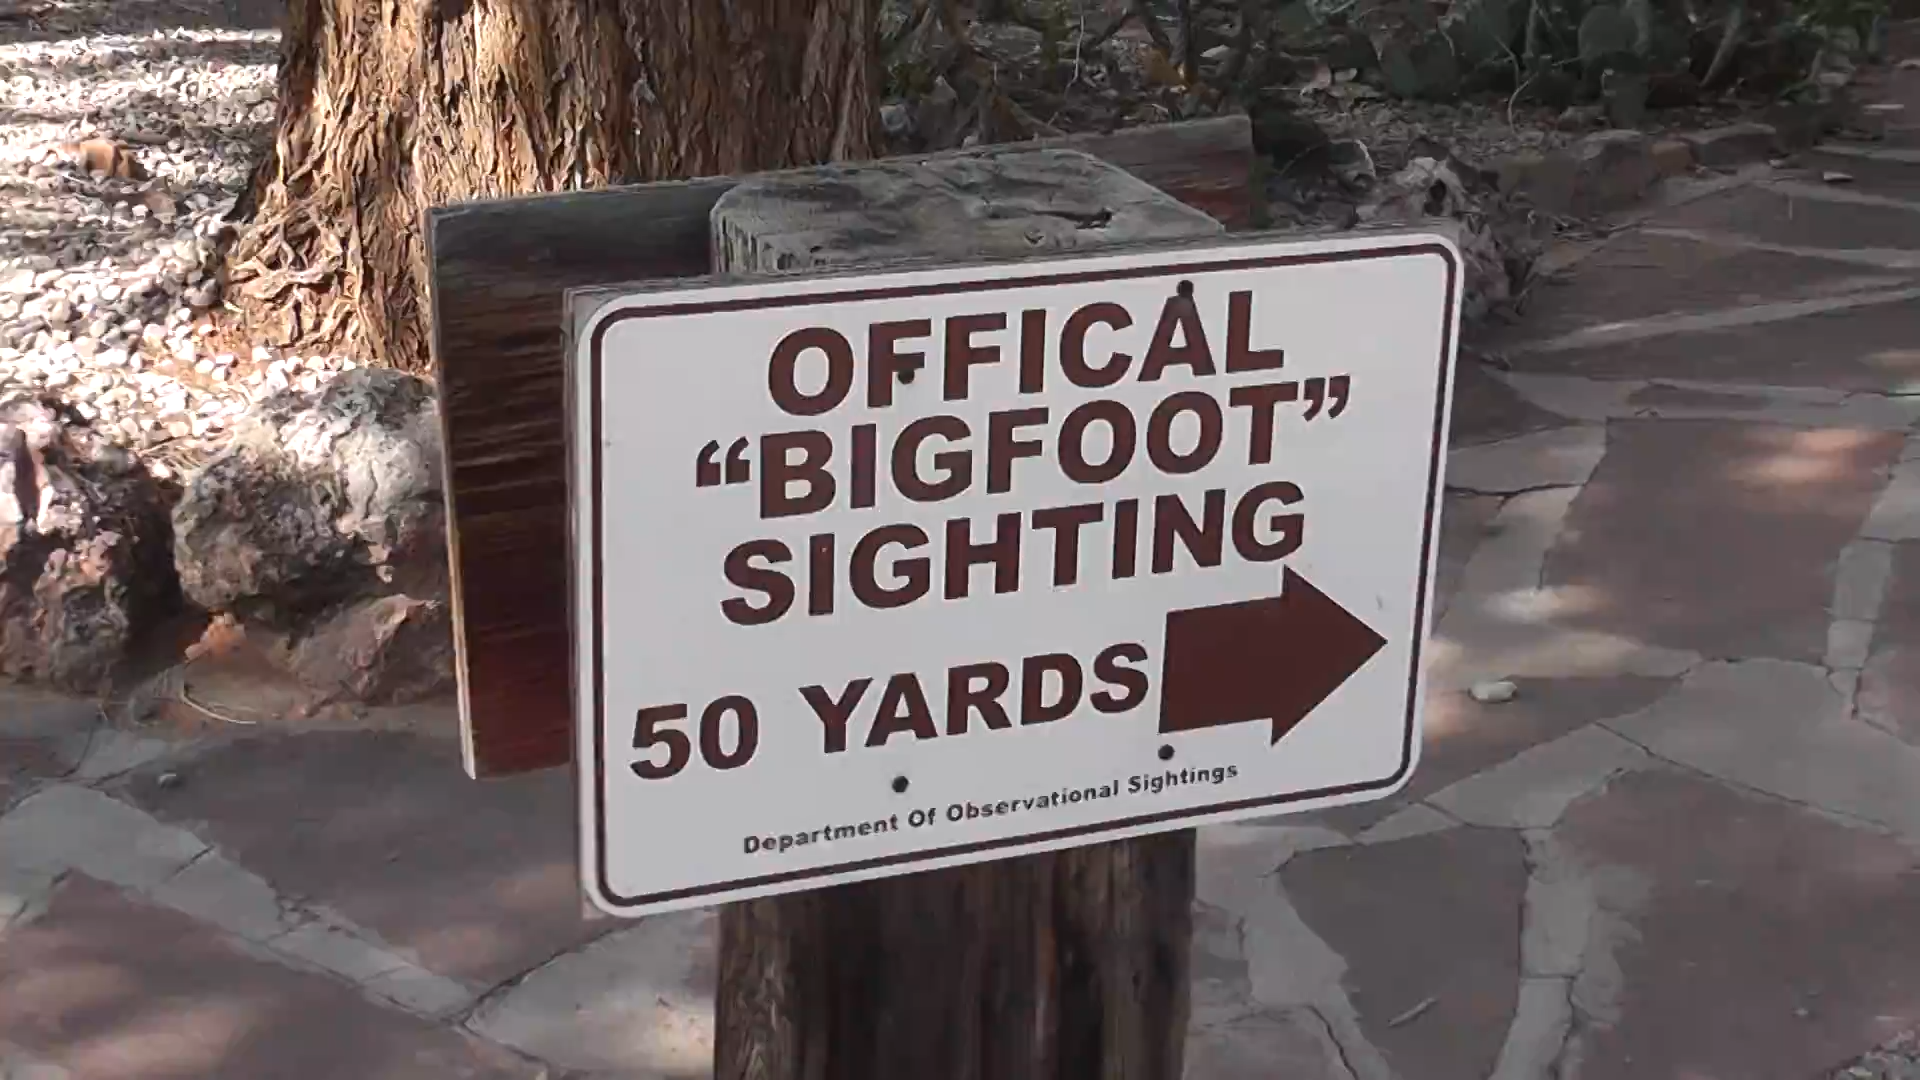 OFFICAL
“BIGFOOT”
SIGHTING
50 YARDS
Department Of Observational Sightings